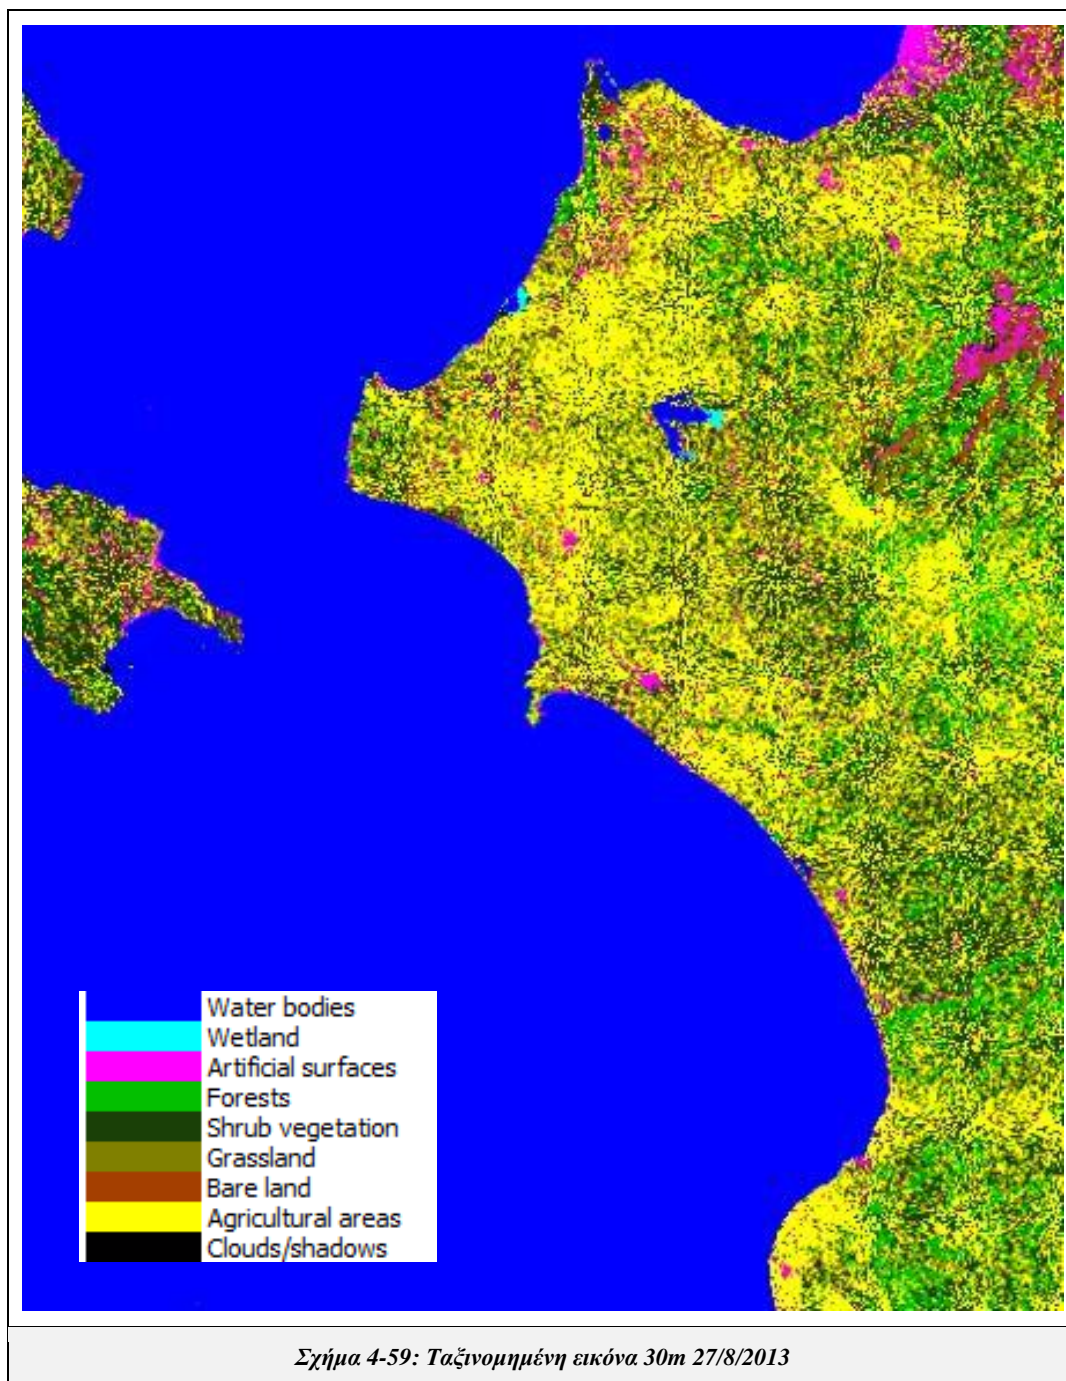 Water bodies
Wetland
Artificial surfaces
Forests
Shrub vegetation
Grassland
Bare land
Agricultural areas
Clouds/shadows
Σχήμα 4-59: Ταξινομημένη εικόνα 30m 27/8/2013